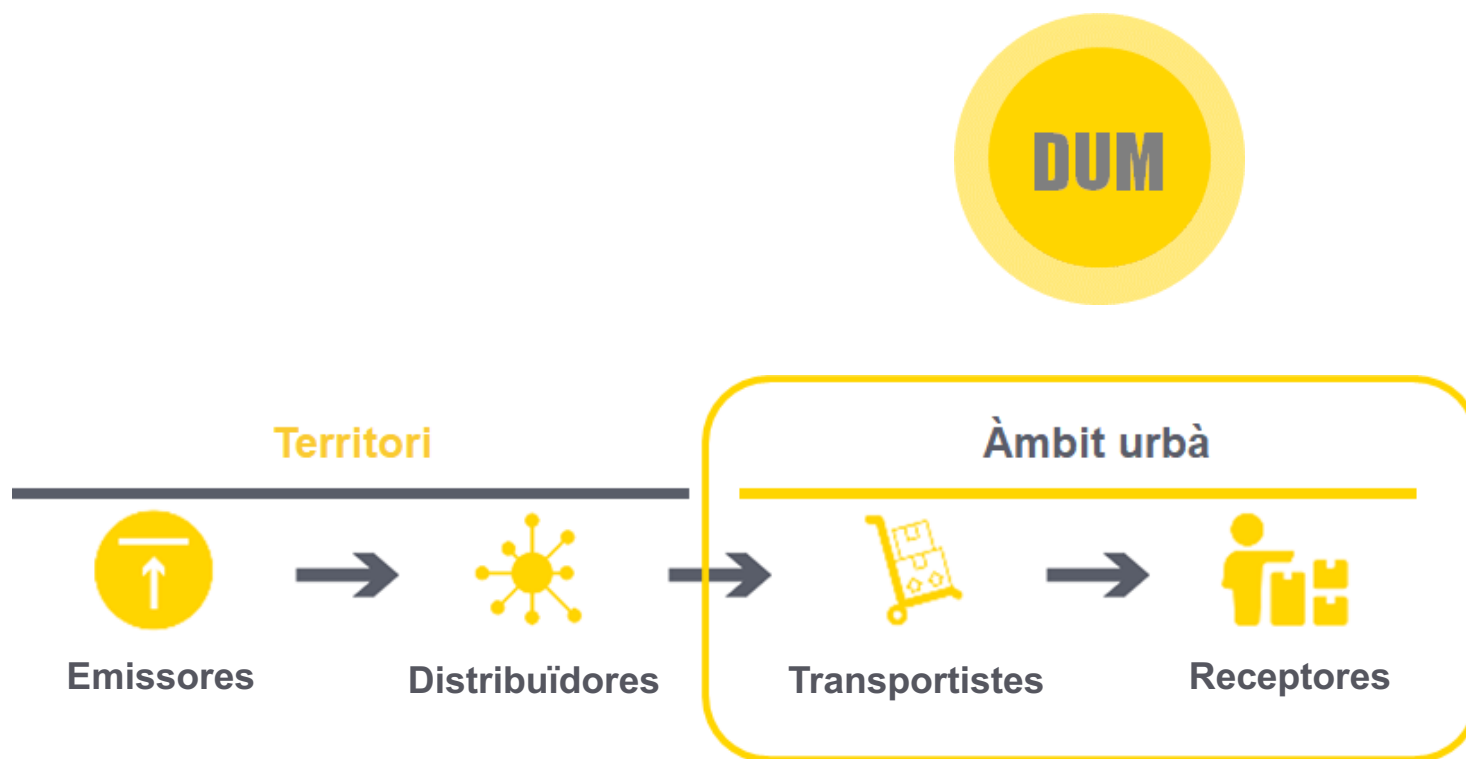 DUM
Territori
Àmbit urbà
Emissores
Distribuïdores
Transportistes
Receptores